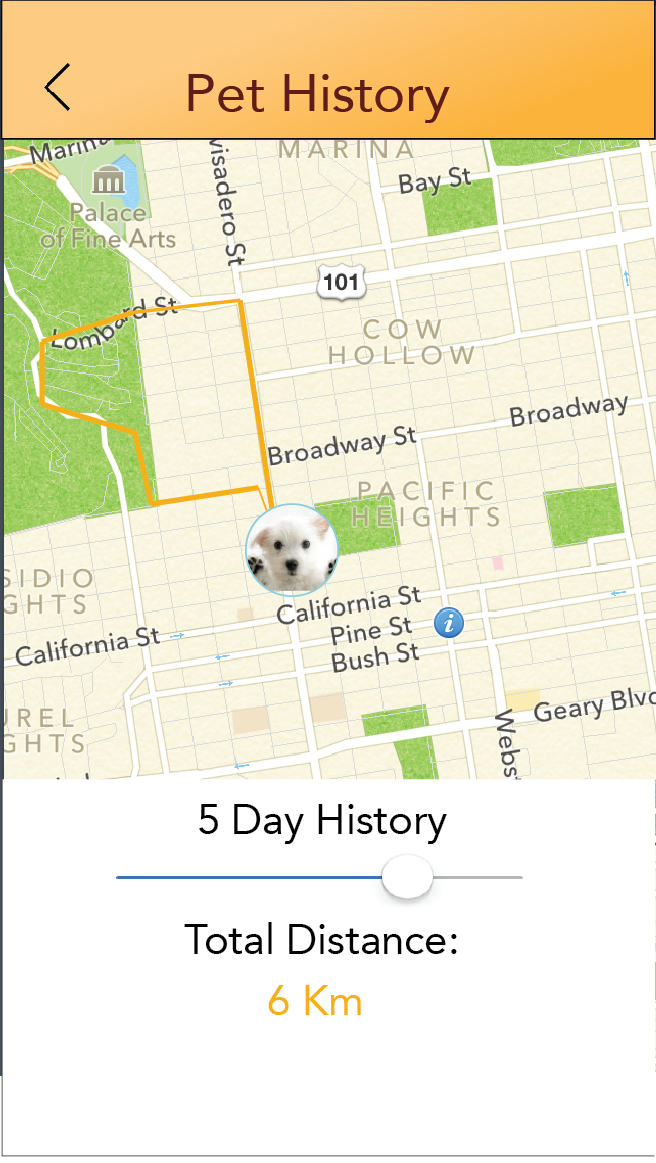 Pet History
Marina
visadero St
MARINA
Bay St
Palace
of Fine Arts
101
Lombard St
COW
HOLLOW
Broadway
Broadway St
PACIFIC
HEIGHTS
SIDIO
GHTS
California St
California St
Pine St
i
Bush St
UREL
GHTS
Geary Blvd
Webs
5 Day History
Total Distance:
6 Km